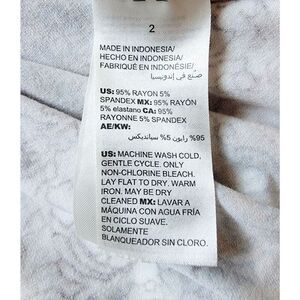 2
MADE IN INDONESIA/
HECHO EN INDONESIA/
FABRIQUÉ EN INDONÉSIE/
صنع في إندونيسيا
US: 95% RAYON 5%
SPANDEX MX: 95% RAYÓN
5% elastano CA: 95%
RAYONNE 5% SPANDEX
AE/KW:
95% رايون 5% سباندیكس
US: MACHINE WASH COLD,
GENTLE CYCLE. ONLY
NON-CHLORINE BLEACH.
LAY FLAT TO DRY. WARM
IRON. MAY BE DRY
CLEANED MX: LAVAR A
MÁQUINA CON AGUA FRÍA
EN CICLO SUAVE.
SOLAMENTE
BLANQUEADOR SIN CLORO.